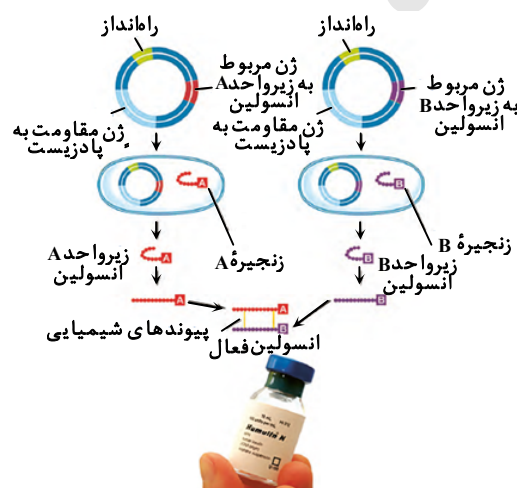 راه‌انداز
راه‌انداز
ژن مربوط
به زیرواحد A
انسولین
ژن مربوط
به زیرواحد B
انسولین
ژن مقاومت به
پادزیست
ژن مقاومت به
پادزیست
A
B
زنجیرهٔ A
زنجیرهٔ B
زیرواحد A
انسولین
A
B
زیرواحد B
انسولین
A
B
A
B
پیوندهای شیمیایی
انسولین فعال
Humulin N